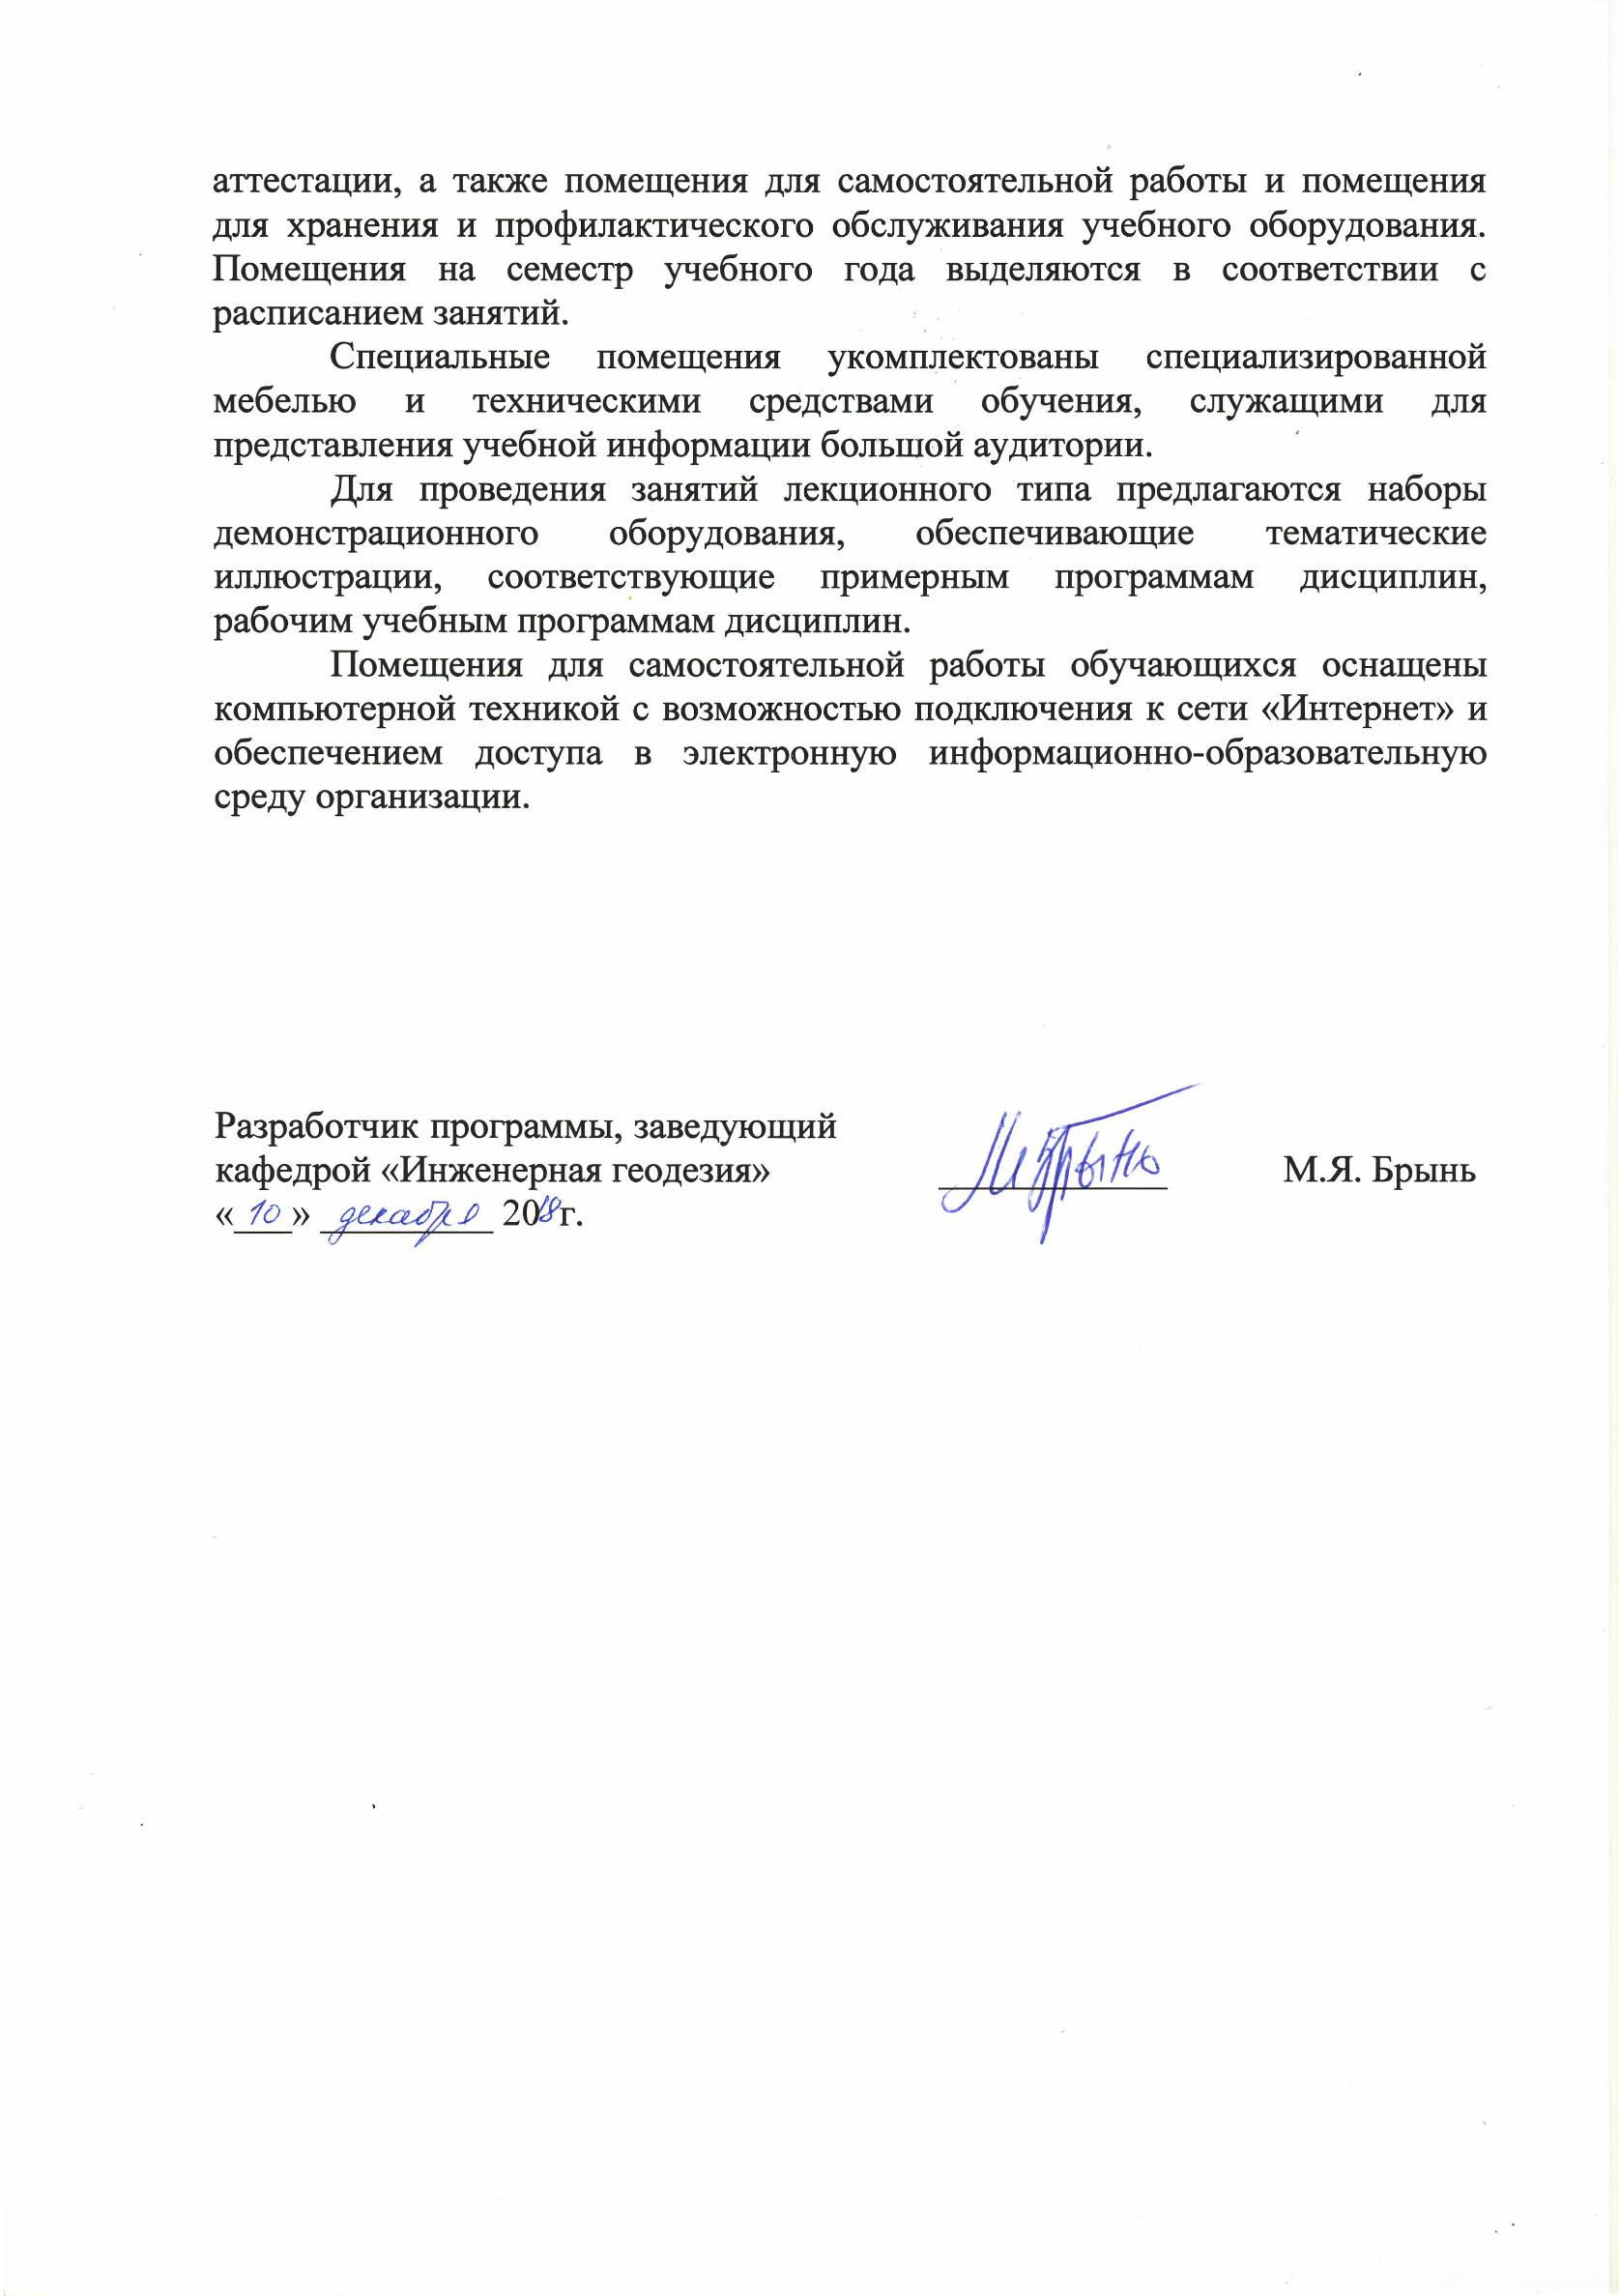 аттестации, а также помещения для самостоятельной работы и помещения
для хранения и профилактического обслуживания учебного оборудования.
Помещения на семестр учебного года выделяются в соответствии с
расписанием занятий.
Специальные помещения укомплектованы специализированной
мебелью и техническими средствами обучения, служащими для
представления учебной информации большой аудитории.
Для проведения занятий лекционного типа предлагаются наборы
демонстрационного оборудования, обеспечивающие тематические
иллюстрации, соответствующие примерным программам дисциплин,
рабочим учебным программам дисциплин.
Помещения для самостоятельной работы обучающихся оснащены
компьютерной техникой с возможностью подключения к сети «Интернет» и
обеспечением доступа в электронную информационно-образовательную
среду организации.
Разработчик программы, заведующий
кафедрой «Инженерная геодезия» МБрынь М.Я. Брынь
«10» декабря 2018г.